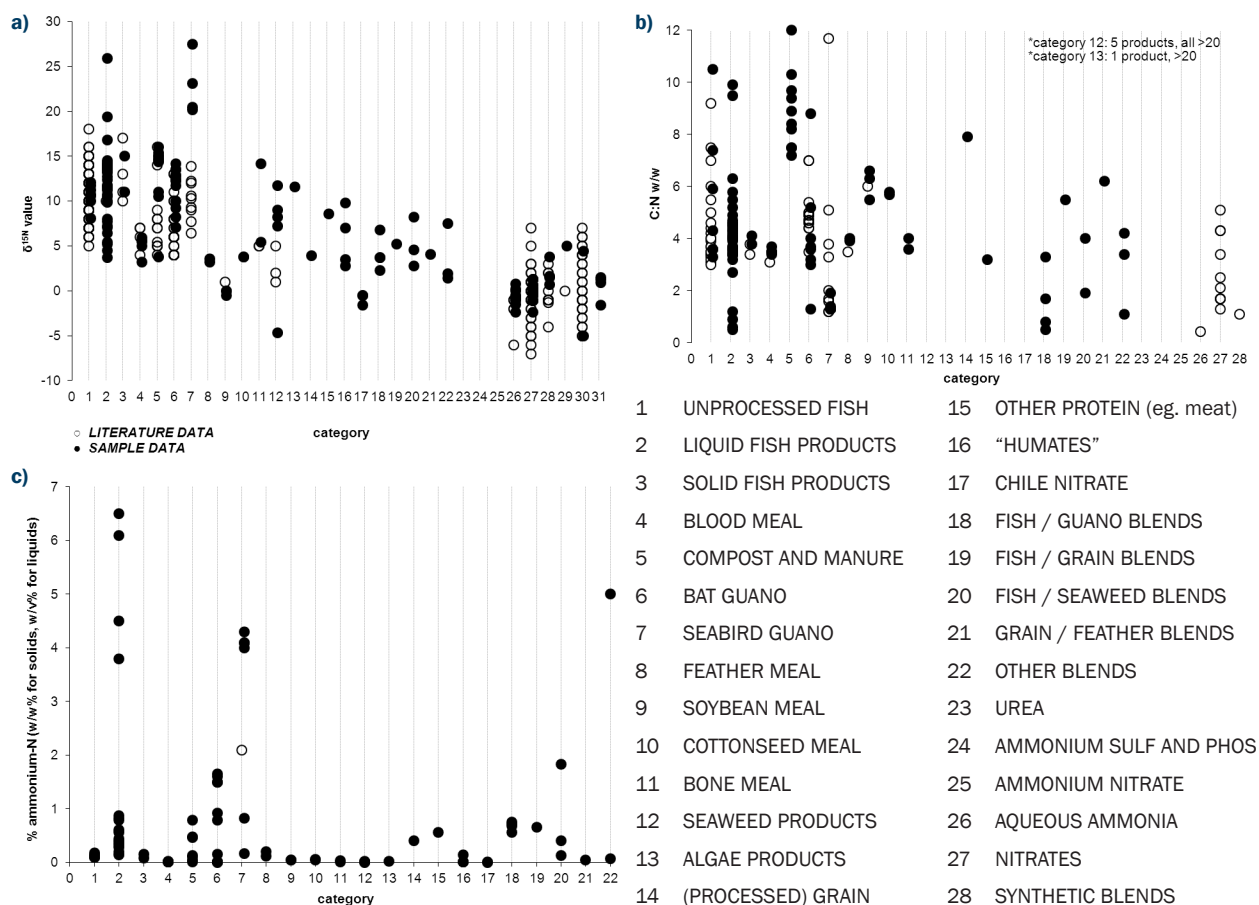 a)
30
25
20
15
10
5
0
-5
-10
δ15N value
0 1 2 3 4 5 6 7 8 9 10 11 12 13 14 15 16 17 18 19 20 21 22 23 24 25 26 27 28 29 30 31
category
○ LITERATURE DATA
● SAMPLE DATA
b)
12
10
8
6
4
2
0
C:N w/w
*category 12: 5 products, all >20
*category 13: 1 product, >20
0 1 2 3 4 5 6 7 8 9 10 11 12 13 14 15 16 17 18 19 20 21 22 23 24 25 26 27 28
category
c)
7
6
5
4
3
2
1
0
% ammonium-N (w/w% for solids, w/v% for liquids)
0 1 2 3 4 5 6 7 8 9 10 11 12 13 14 15 16 17 18 19 20 21 22
category
1 UNPROCESSED FISH
2 LIQUID FISH PRODUCTS
3 SOLID FISH PRODUCTS
4 BLOOD MEAL
5 COMPOST AND MANURE
6 BAT GUANO
7 SEABIRD GUANO
8 FEATHER MEAL
9 SOYBEAN MEAL
10 COTTONSEED MEAL
11 BONE MEAL
12 SEAWEED PRODUCTS
13 ALGAE PRODUCTS
14 (PROCESSED) GRAIN
15 OTHER PROTEIN (eg. meat)
16 “HUMATES”
17 CHILE NITRATE
18 FISH / GUANO BLENDS
19 FISH / GRAIN BLENDS
20 FISH / SEAWEED BLENDS
21 GRAIN / FEATHER BLENDS
22 OTHER BLENDS
23 UREA
24 AMMONIUM SULF AND PHOS
25 AMMONIUM NITRATE
26 AQUEOUS AMMONIA
27 NITRATES
28 SYNTHETIC BLENDS